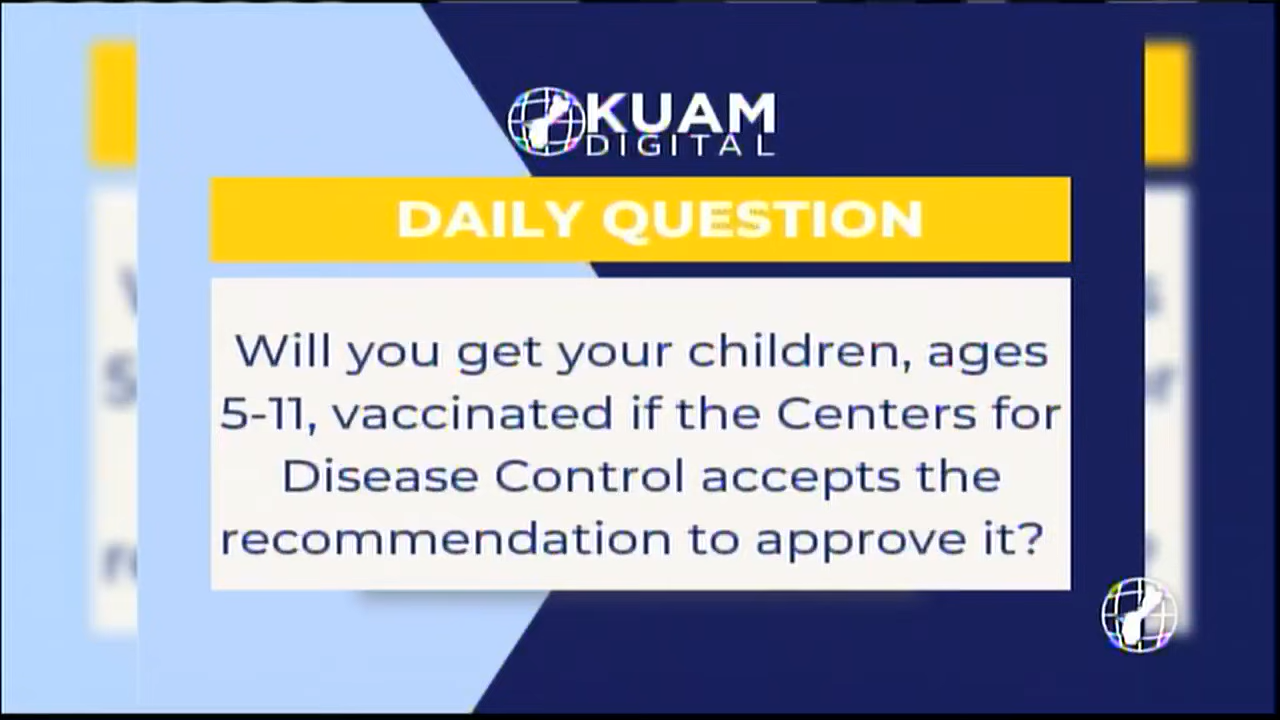 KUAM
DIGITAL
DAILY QUESTION
Will you get your children, ages
5-11, vaccinated if the Centers for
Disease Control accepts the
recommendation to approve it?